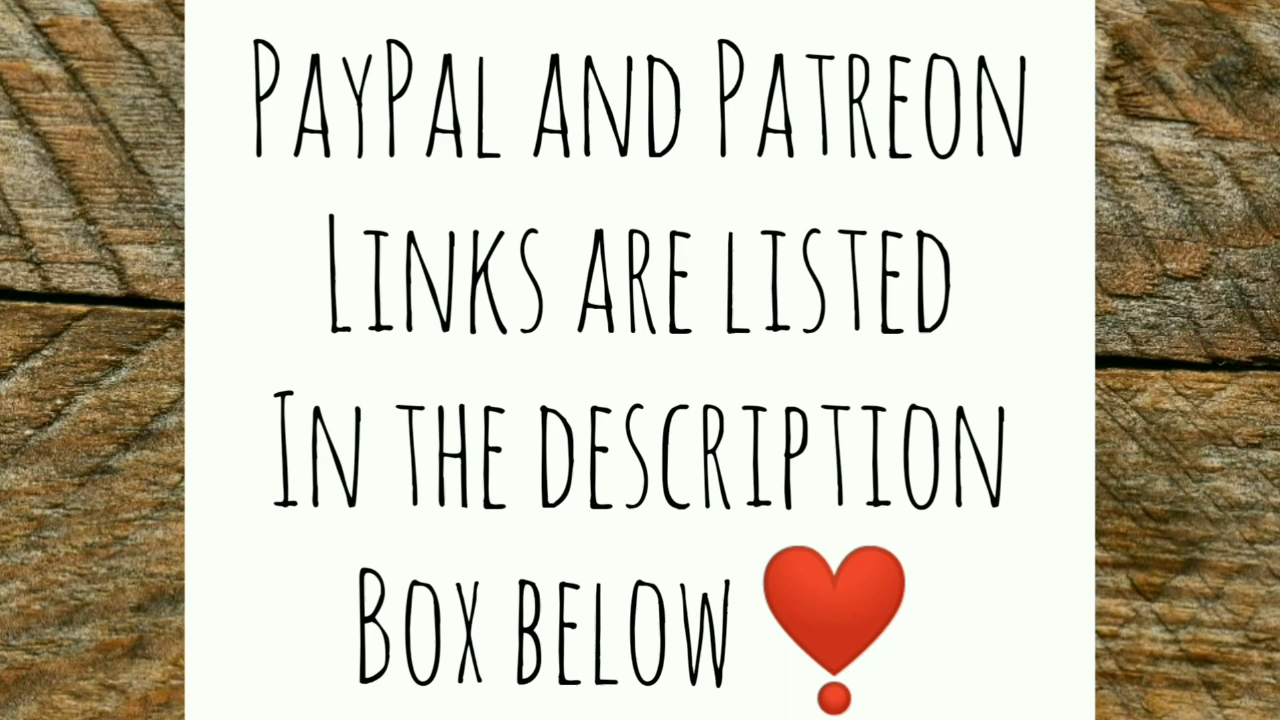 PayPal and Patreon
Links are listed
In the description
Box below ❣️